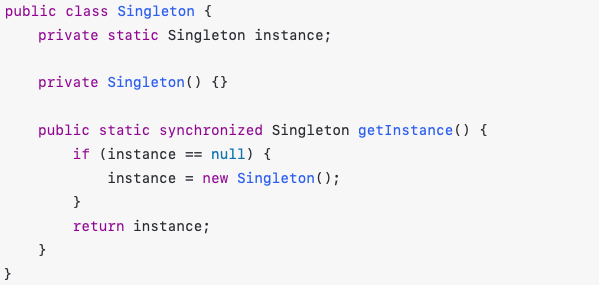 public class Singleton {
    private static Singleton instance;

    private Singleton() {}

    public static synchronized Singleton getInstance() {
        if (instance == null) {
            instance = new Singleton();
        }
        return instance;
    }
}